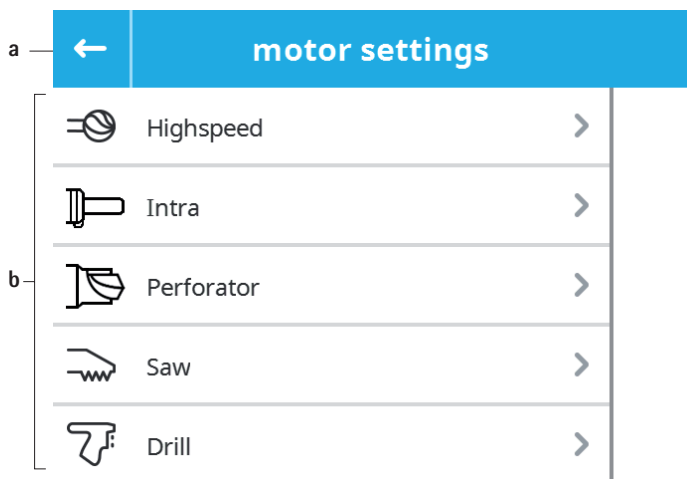 a
motor settings
Highspeed
Intra
b
Perforator
Saw
Drill